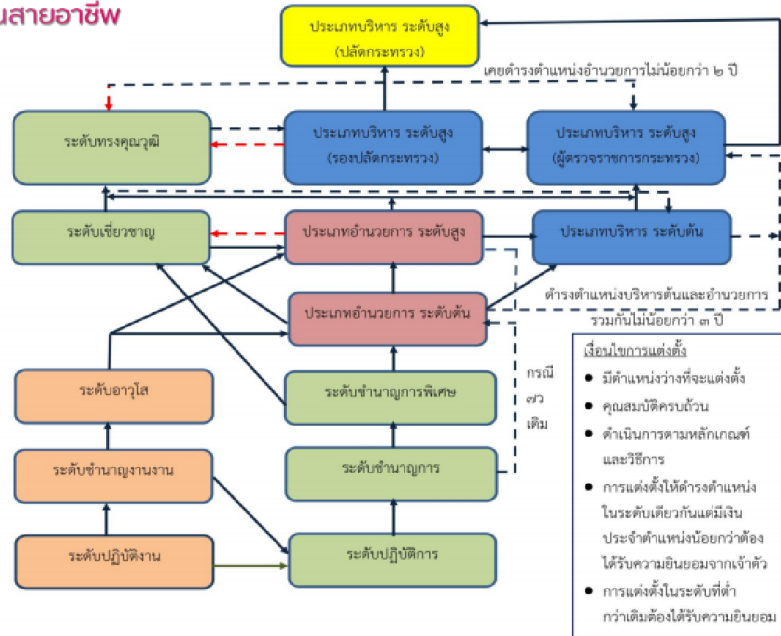 นสายอาชีพ
ประเภทบริหาร ระดับสูง
(ปลัดกระทรวง)
เคยดำรงตำแหน่งอำนวยการไม่น้อยกว่า ๒ ปี
ระดับทรงคุณวุฒิ
ประเภทบริหาร ระดับสูง
(รองปลัดกระทรวง)
ประเภทบริหาร ระดับสูง
(ผู้ตรวจราชการกระทรวง)
ระดับเชี่ยวชาญ
ประเภทอำนวยการ ระดับสูง
ประเภทบริหาร ระดับต้น
ประเภทอำนวยการ ระดับต้น
ดำรงตำแหน่งบริหารต้นและอำนวยการ
รวมกันไม่น้อยกว่า ๓ ปี
ระดับอาวุโส
ระดับชำนาญการพิเศษ
กรณี
๗ว
เดิม
ระดับชำนาญงานงาน
ระดับชำนาญการ
ระดับปฏิบัติงาน
ระดับปฏิบัติการ
เงื่อนไขการแต่งตั้ง
● มีตำแหน่งว่างที่จะแต่งตั้ง
● คุณสมบัติครบถ้วน
● ดำเนินการตามหลักเกณฑ์
และวิธีการ
● การแต่งตั้งให้ดำรงตำแหน่ง
ในระดับเดียวกันแต่มีเงิน
ประจำตำแหน่งน้อยกว่าต้อง
ได้รับความยินยอมจากเจ้าตัว
● การแต่งตั้งในระดับที่ต่ำ
กว่าเดิมต้องได้รับความยินยอม